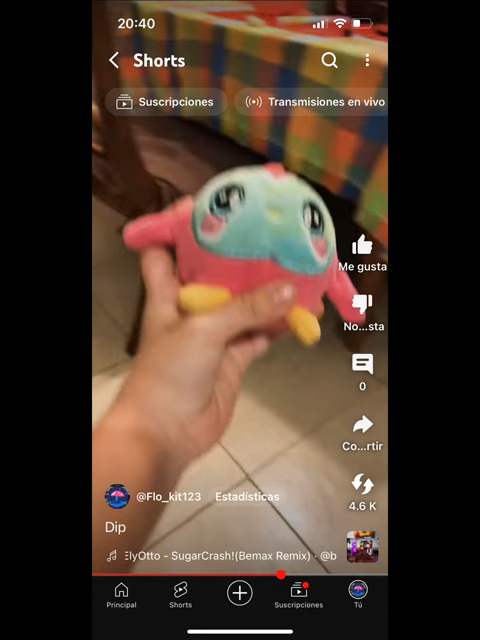 20:40
Shorts
Suscripciones
Transmisiones en vivo
Me gusta
No...sta
0
Co...rtir
4.6 K
@Flo_kit123 Estadísticas
Dip
ElyOtto - SugarCrash!(Bemax Remix) · @b
Principal
Shorts
Suscripciones
Tú